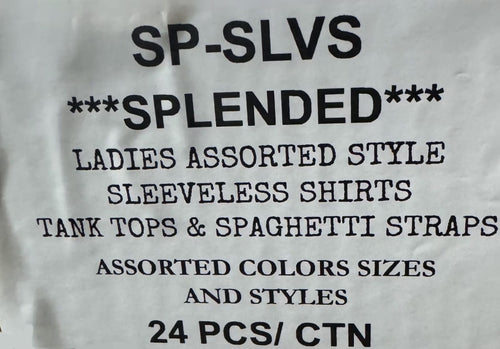 SP-SLVS
***SPLENDED***
LADIES ASSORTED STYLE
SLEEVELESS SHIRTS
TANK TOPS & SPAGHETTI STRAPS
ASSORTED COLORS SIZES
AND STYLES
24 PCS/ CTN